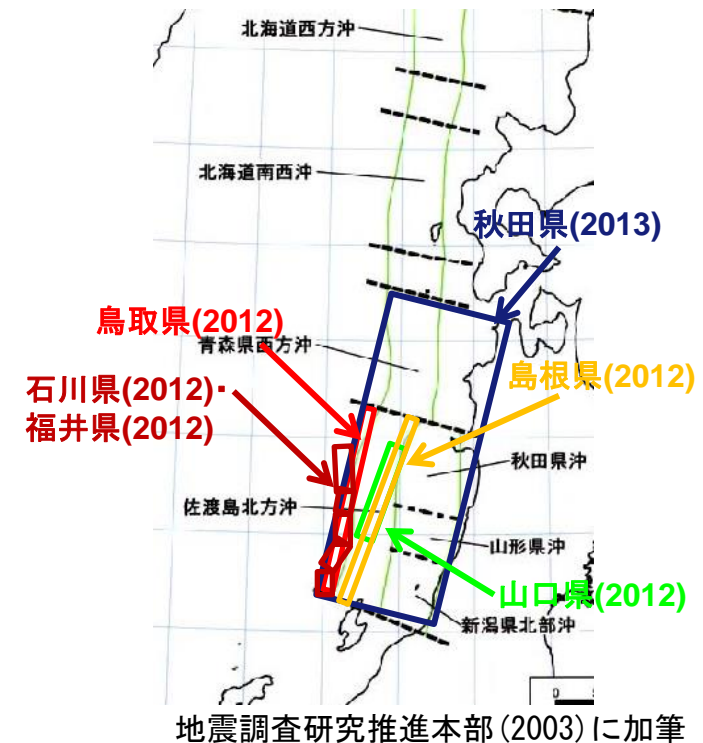 北海道西方沖
北海道南西沖
秋田県(2013)
鳥取県(2012)
青森県西方沖
石川県(2012)・
福井県(2012)
島根県(2012)
秋田県沖
佐渡島北方沖
山形県沖
山口県(2012)
新潟県北部沖
0
地震調査研究推進本部(2003)に加筆